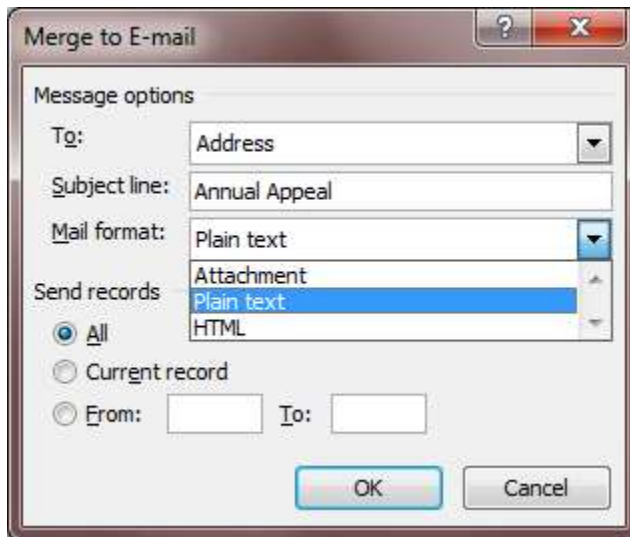 Merge to E-mail
?
Message options
To: Address
Subject line: Annual Appeal
Mail format: Plain text
Attachment
Plain text
HTML
Send records
All
Current record
From: To:
OK Cancel